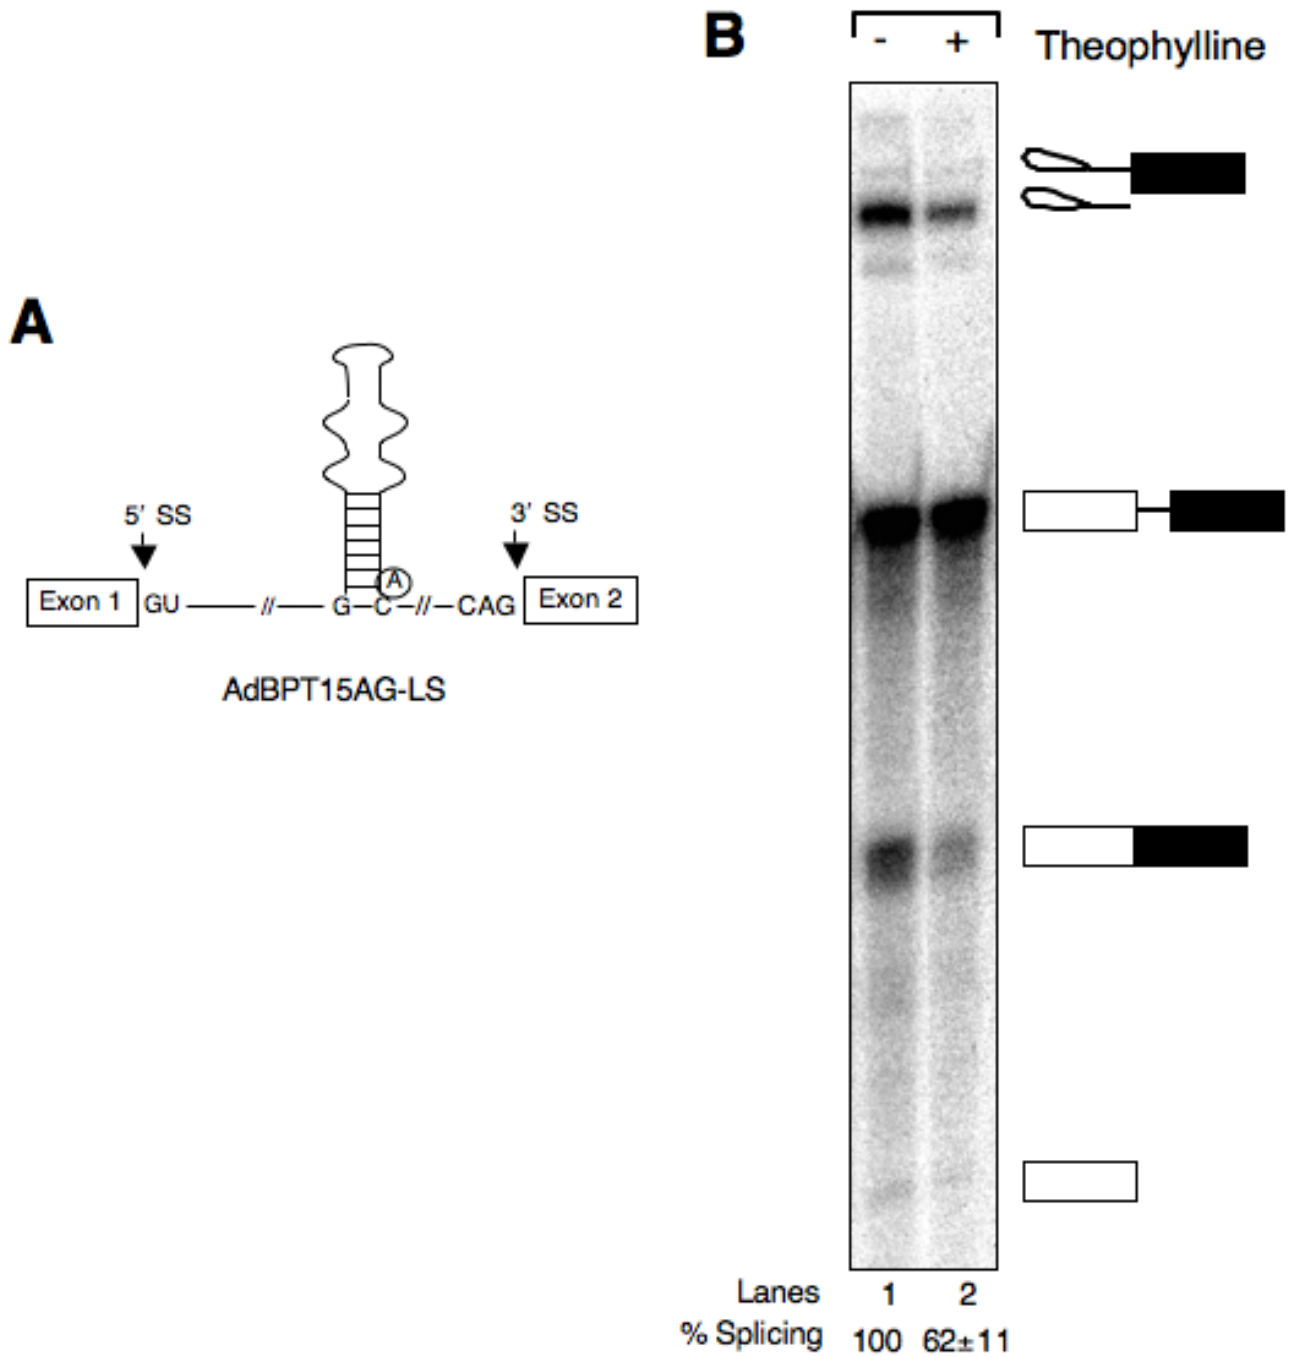 A
5' SS
3' SS
Exon 1 GU // G C A // CAG Exon 2
AdBPT15AG-LS
B
- + Theophylline
Lanes 1 2
% Splicing 100 62±11